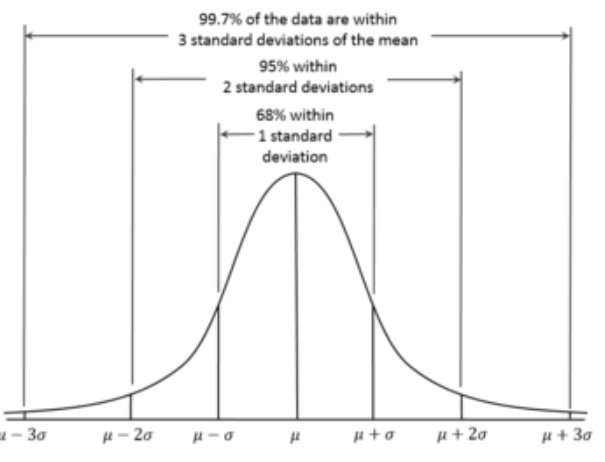 99.7% of the data are within
3 standard deviations of the mean
95% within
2 standard deviations
68% within
1 standard
deviation
μ − 3σ μ − 2σ μ − σ μ μ + σ μ + 2σ μ + 3σ